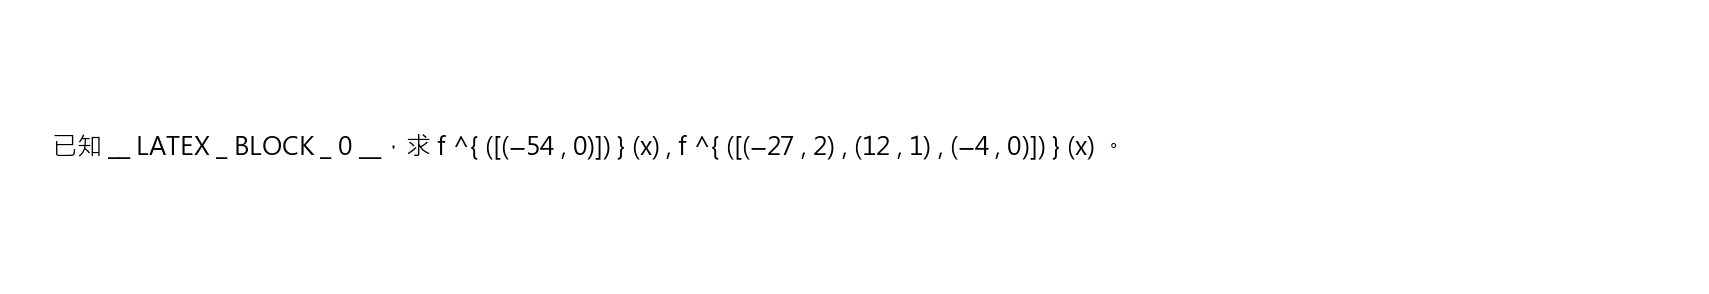 已知 __ LATEX _ BLOCK _ 0 __，求 f ^{ ([(−54 , 0)]) } (x) , f ^{ ([(−27 , 2) , (12 , 1) , (−4 , 0)]) } (x) 。